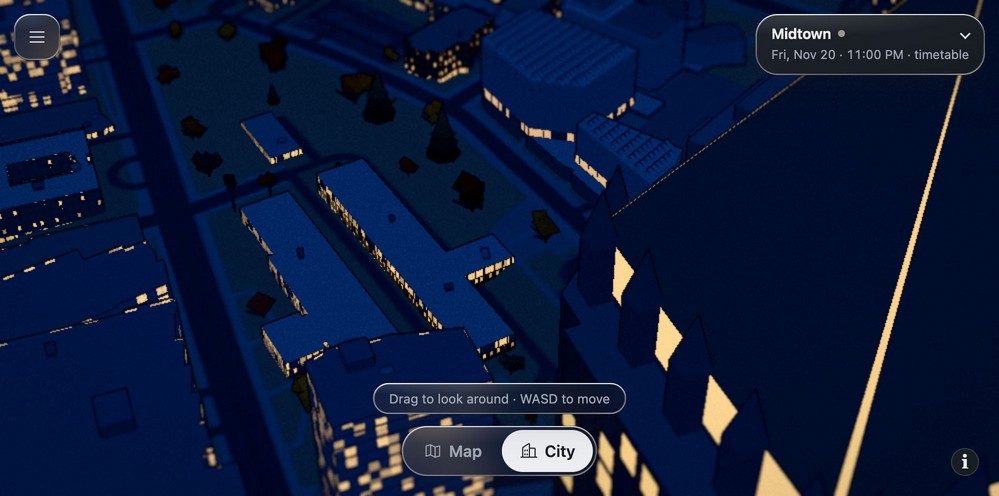 Midtown
Fri, Nov 20 · 11:00 PM · timetable
Drag to look around · WASD to move
Map
City
i